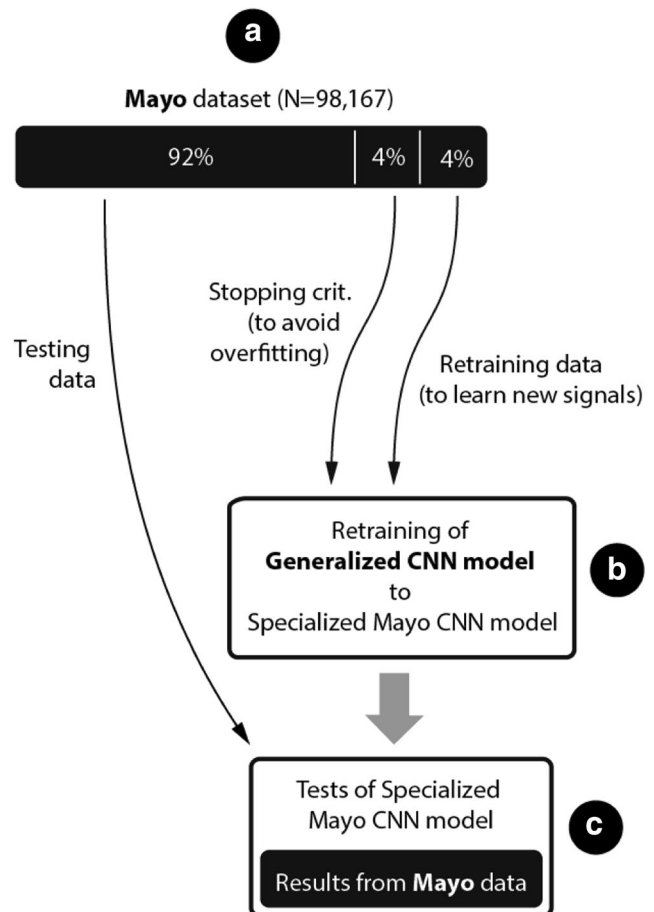 a
Mayo dataset (N=98,167)
92%
4%
4%
Stopping crit.
(to avoid
overfitting)
Testing
data
Retraining data
(to learn new signals)
Retraining of
Generalized CNN model
to
Specialized Mayo CNN model
b
Tests of Specialized
Mayo CNN model
c
Results from Mayo data